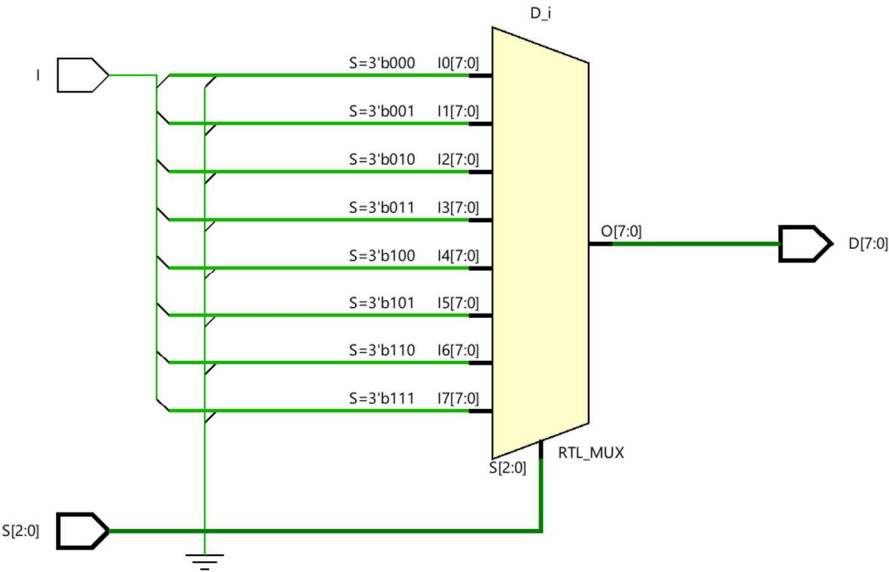 D_i
I
S=3'b000 I0[7:0]
S=3'b001 I1[7:0]
S=3'b010 I2[7:0]
S=3'b011 I3[7:0]
O[7:0]
D[7:0]
S=3'b100 I4[7:0]
S=3'b101 I5[7:0]
S=3'b110 I6[7:0]
S=3'b111 I7[7:0]
RTL_MUX
S[2:0]
S[2:0]